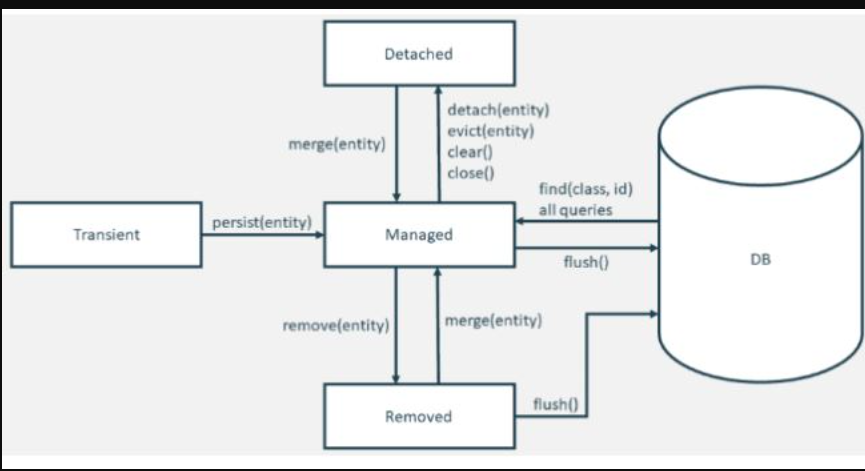 Detached
merge(entity)
detach(entity)
evict(entity)
clear()
close()
find(class, id)
all queries
Transient
persist(entity)
Managed
flush()
DB
remove(entity)
merge(entity)
Removed
flush()